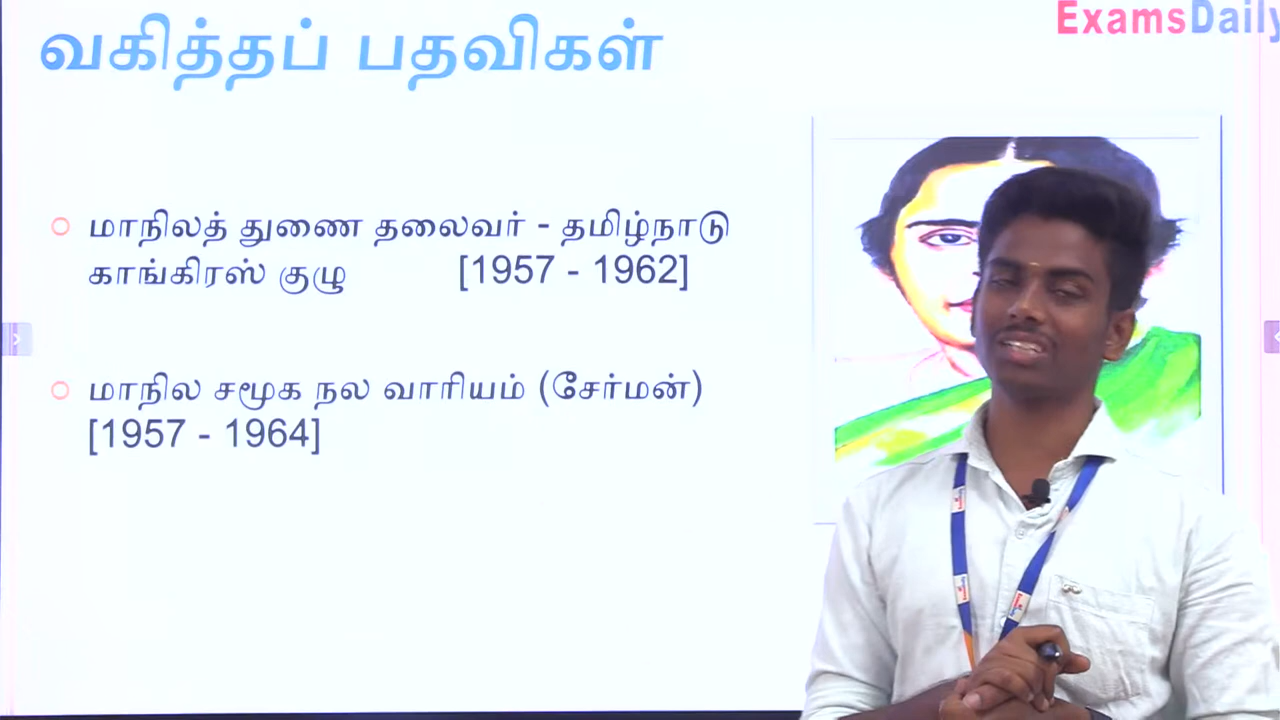 ExamsDaily
வகித்தப் பதவிகள்
மாநிலத் துணை தலைவர் - தமிழ்நாடு
காங்கிரஸ் குழு [1957 - 1962]
மாநில சமூக நல வாரியம் (சேர்மன்)
[1957 - 1964]